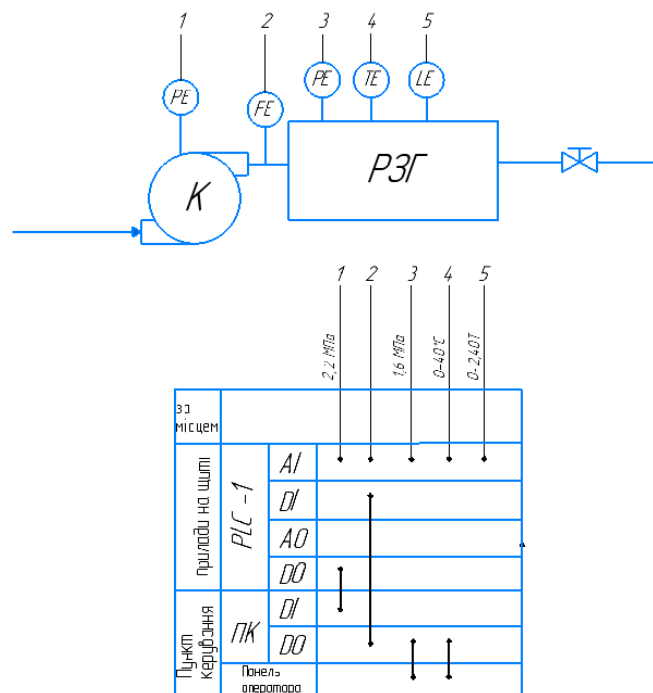 1 2 3 4 5
PE FE PE TE LE
K
РЗГ
1 2 3 4 5
2,2 МПа
1,6 МПа
0-40°С
0-2,40Т
за
місцем
Прилади на щиті
PLC -1
AI
DI
AO
DO
Пункт
керування
ПК
DI
DO
Панель
оператора